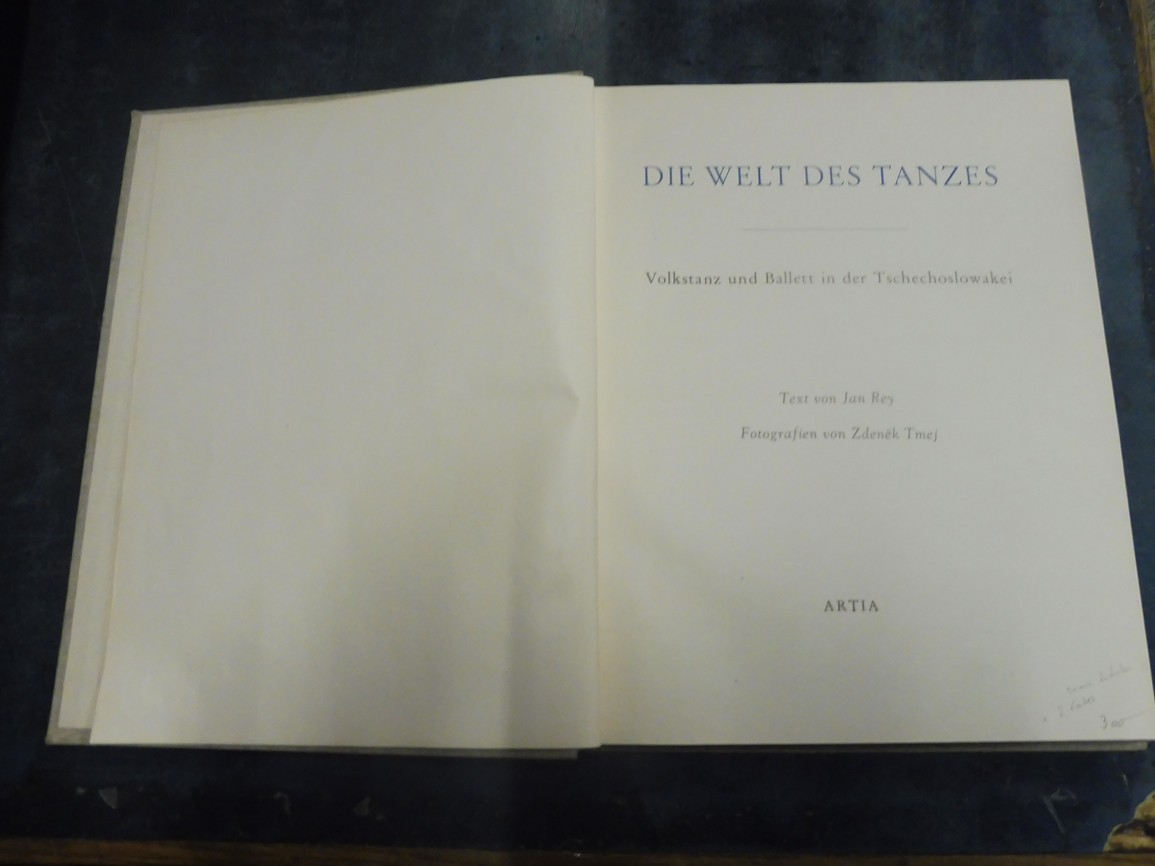 DIE WELT DES TANZES
Volkstanz und Ballett in der Tschechoslowakei
Text von Jan Rey
Fotografien von Zdeněk Tmej
ARTIA
300